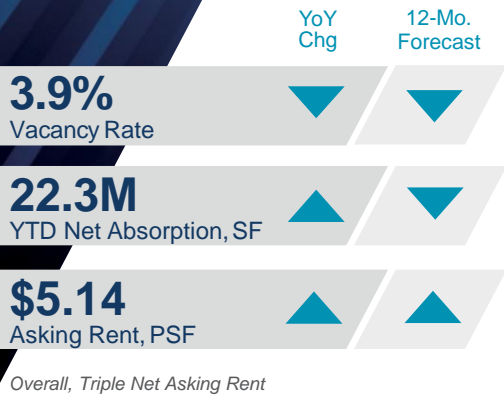 YoY
Chg
12-Mo.
Forecast
3.9%
Vacancy Rate
22.3M
YTD Net Absorption, SF
$5.14
Asking Rent, PSF
Overall, Triple Net Asking Rent